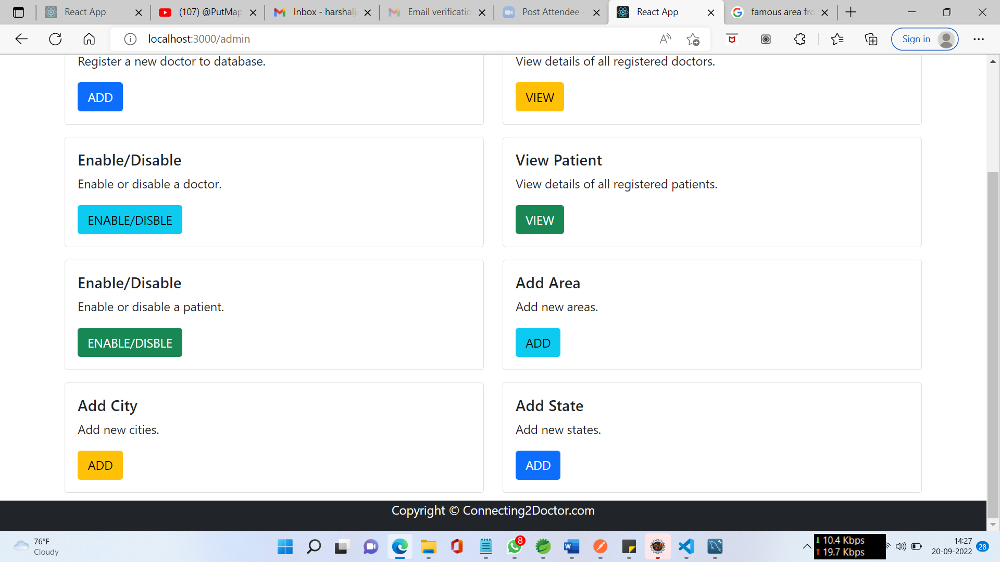 React App
(107) @PutMap
Inbox - harshalj
Email verificatio
Post Attendee -
React App
famous area fro
localhost:3000/admin
Sign in
Register a new doctor to database.
ADD
View details of all registered doctors.
VIEW
Enable/Disable
Enable or disable a doctor.
ENABLE/DISBLE
View Patient
View details of all registered patients.
VIEW
Enable/Disable
Enable or disable a patient.
ENABLE/DISBLE
Add Area
Add new areas.
ADD
Add City
Add new cities.
ADD
Add State
Add new states.
ADD
Copyright © Connecting2Doctor.com
76°F
Cloudy
8
10.4 Kbps
19.7 Kbps
14:27
20-09-2022
28